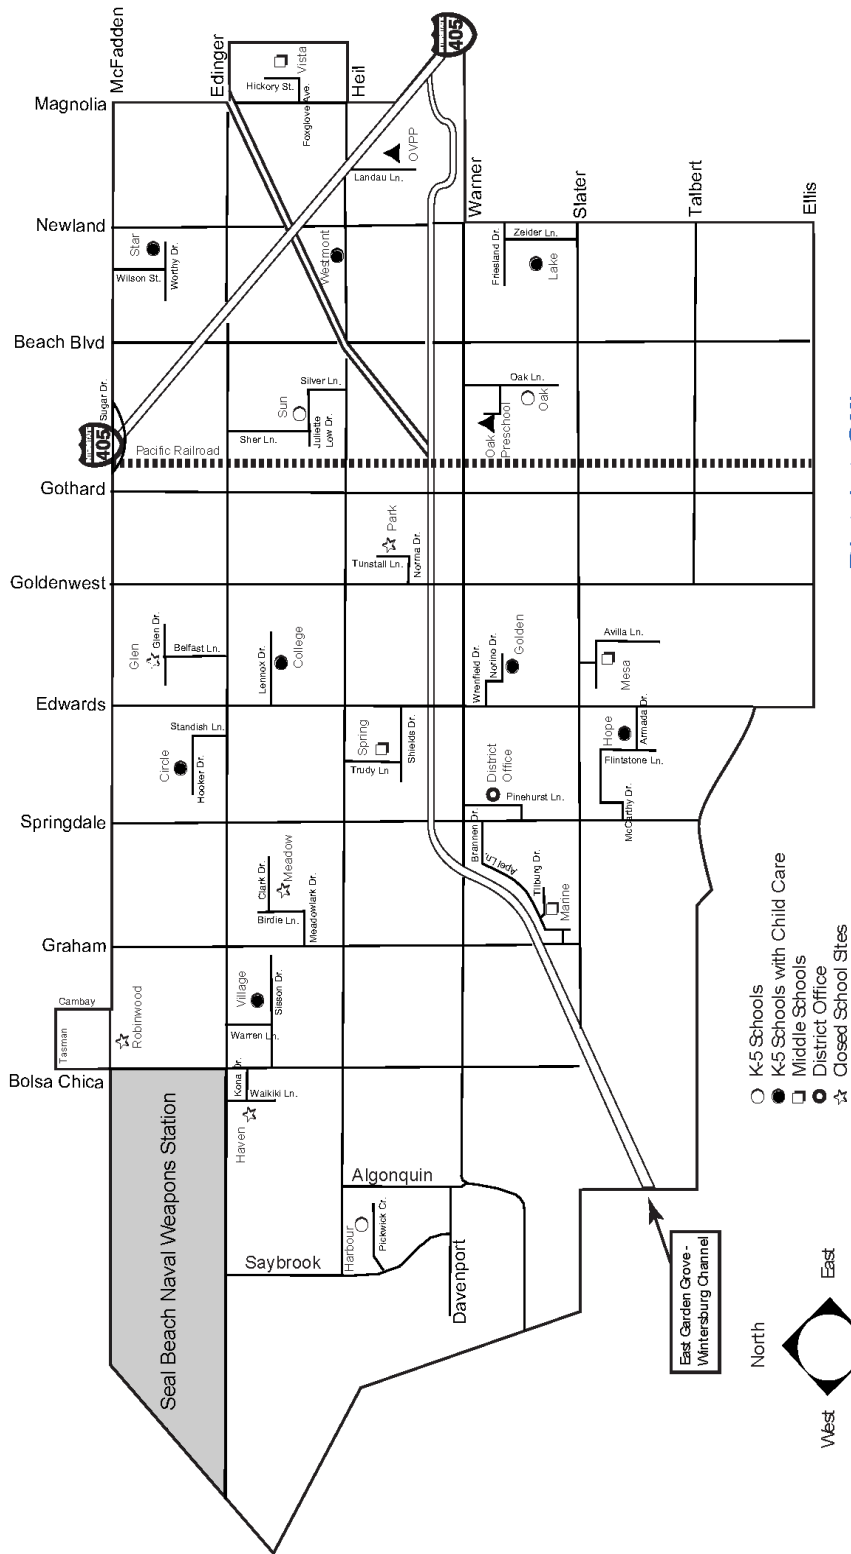 McFadden
Edinger
Heil
Warner
Slater
Talbert
Ellis
Magnolia
Newland
Beach Blvd
Gothard
Goldenwest
Edwards
Springdale
Graham
Bolsa Chica
405
405
Hickory St.
Vista
Foxglove Ave.
OVPP
Landau Ln.
Star
Wilson St.
Worthy Dr.
Westmont
Friesland Dr.
Zeider Ln.
Lake
Sugar Dr.
Pacific Railroad
Sun
Silver Ln.
Sher Ln.
Juliette
Low Dr.
Oak Ln.
Oak
Oak
Preschool
Park
Tunstall Ln.
Norma Dr.
Glen
Glen Dr.
Belfast Ln.
Lennox Dr.
College
Wrenfield Dr.
Norino Dr.
Golden
Avilla Ln.
Mesa
Circle
Standish Ln.
Hooker Dr.
Spring
Trudy Ln
Shields Dr.
District
Office
Pinehurst Ln.
Hope
Armada Dr.
Flintstone Ln.
McCarthy Dr.
Clark Dr.
Meadow
Birdie Ln.
Meadowlark Dr.
Brannen Dr.
Apel Ln.
Tilburg Dr.
Marine
Cambay
Tasman
Robinwood
Village
Sisson Dr.
Warren Ln.
Kona Dr.
Waikiki Ln.
Haven
Seal Beach Naval Weapons Station
Algonquin
Saybrook
Harbour
Pickwick Cr.
Davenport
East Garden Grove -
Wintersburg Channel
K-5 Schools
K-5 Schools with Child Care
Middle Schools
District Office
Closed School Sites
North
East
West